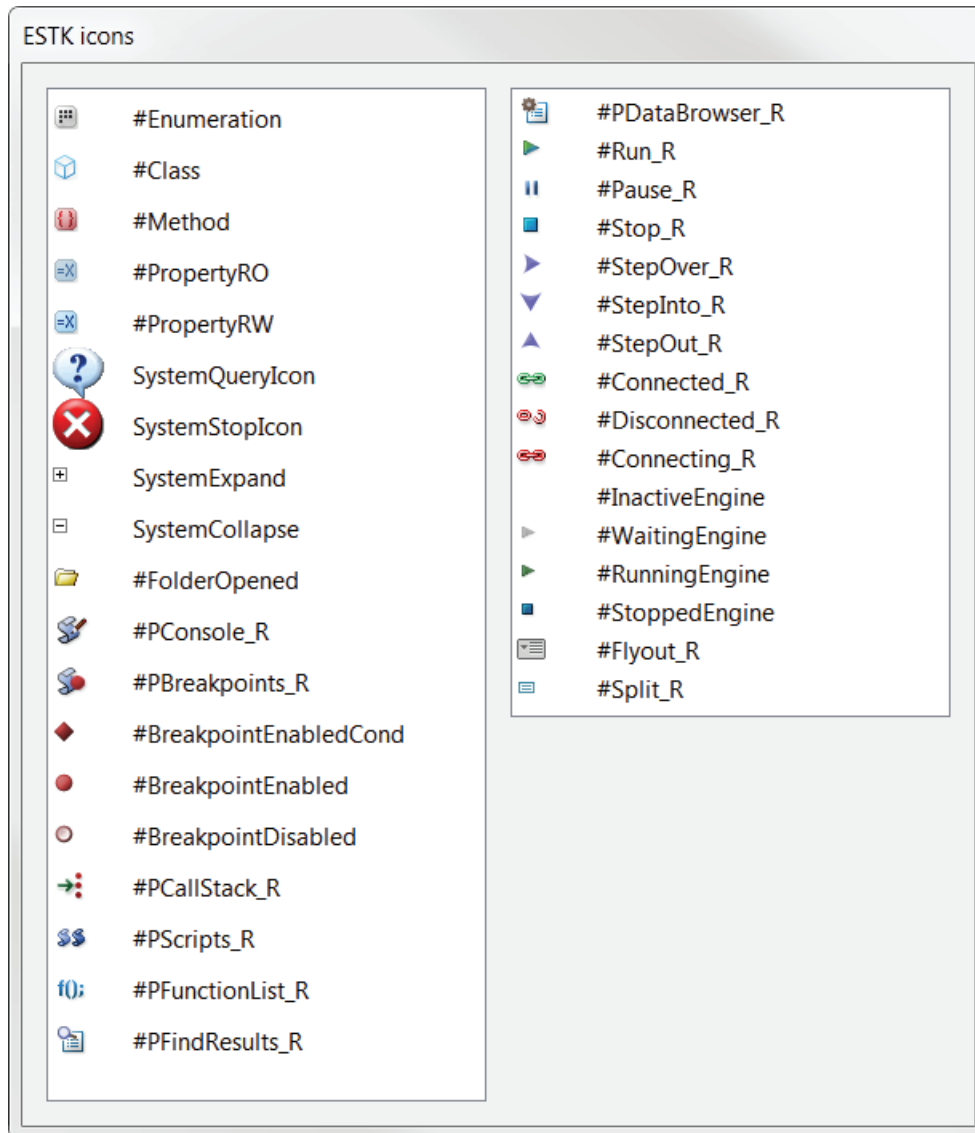 ESTK icons
#Enumeration
#Class
{} #Method
=X #PropertyRO
=X #PropertyRW
? SystemQueryIcon
SystemStopIcon
SystemExpand
SystemCollapse
#FolderOpened
#PConsole_R
#PBreakpoints_R
#BreakpointEnabledCond
#BreakpointEnabled
#BreakpointDisabled
#PCallStack_R
#PScripts_R
f(); #PFunctionList_R
#PFindResults_R
#PDataBrowser_R
#Run_R
#Pause_R
#Stop_R
#StepOver_R
#StepInto_R
#StepOut_R
#Connected_R
#Disconnected_R
#Connecting_R
#InactiveEngine
#WaitingEngine
#RunningEngine
#StoppedEngine
#Flyout_R
#Split_R